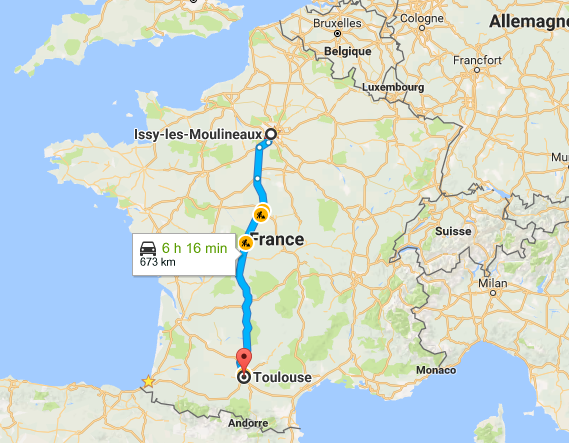 Bruxelles
Cologne
Allemagne
Belgique
Francfort
Luxembourg
Issy-les-Moulineaux
Mu
6 h 16 min
673 km
France
Suisse
Milan
Monaco
Toulouse
Andorre